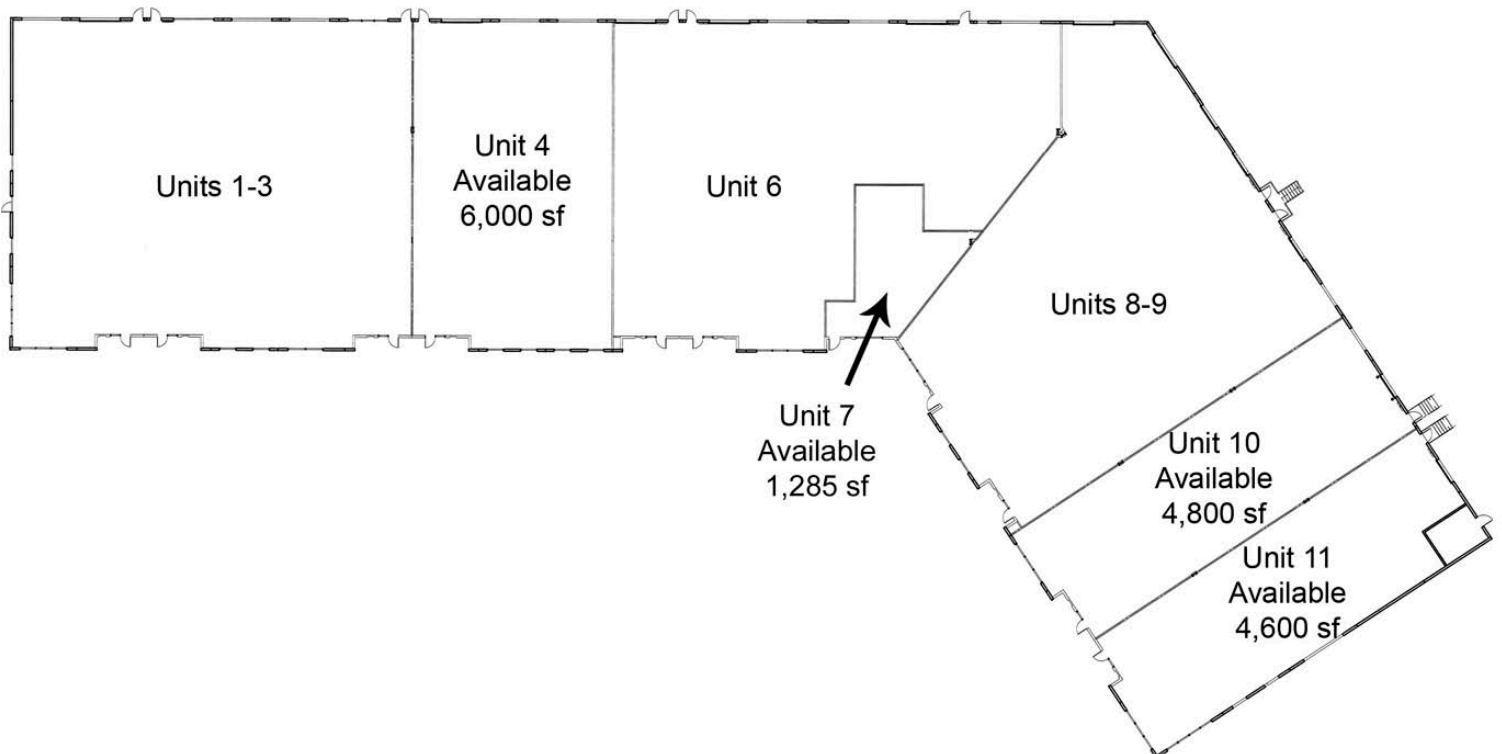 Units 1-3
Unit 4
Available
6,000 sf
Unit 6
Unit 7
Available
1,285 sf
Units 8-9
Unit 10
Available
4,800 sf
Unit 11
Available
4,600 sf